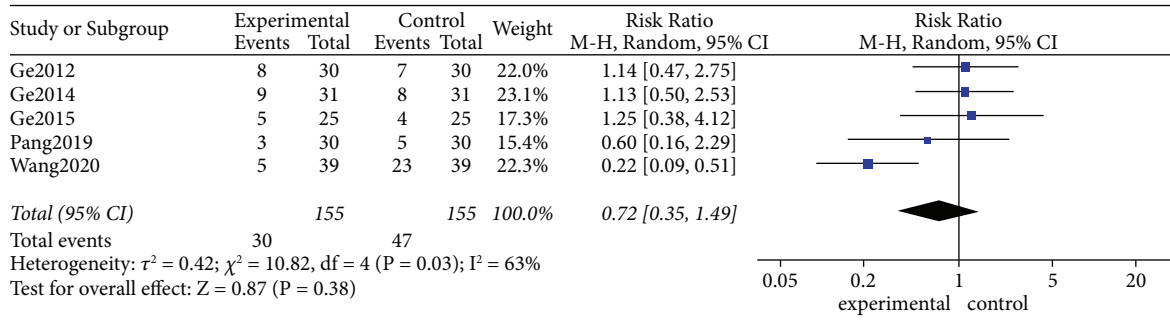 Study or Subgroup Experimental Control Weight Risk Ratio Risk Ratio
Events Total Events Total M-H, Random, 95% CI M-H, Random, 95% CI
Ge2012 8 30 7 30 22.0% 1.14 [0.47, 2.75]
Ge2014 9 31 8 31 23.1% 1.13 [0.50, 2.53]
Ge2015 5 25 4 25 17.3% 1.25 [0.38, 4.12]
Pang2019 3 30 5 30 15.4% 0.60 [0.16, 2.29]
Wang2020 5 39 23 39 22.3% 0.22 [0.09, 0.51]
Total (95% CI) 155 155 100.0% 0.72 [0.35, 1.49]
Total events 30 47
Heterogeneity: τ² = 0.42; χ² = 10.82, df = 4 (P = 0.03); I² = 63%
Test for overall effect: Z = 0.87 (P = 0.38)
0.05 0.2 1 5 20
experimental control